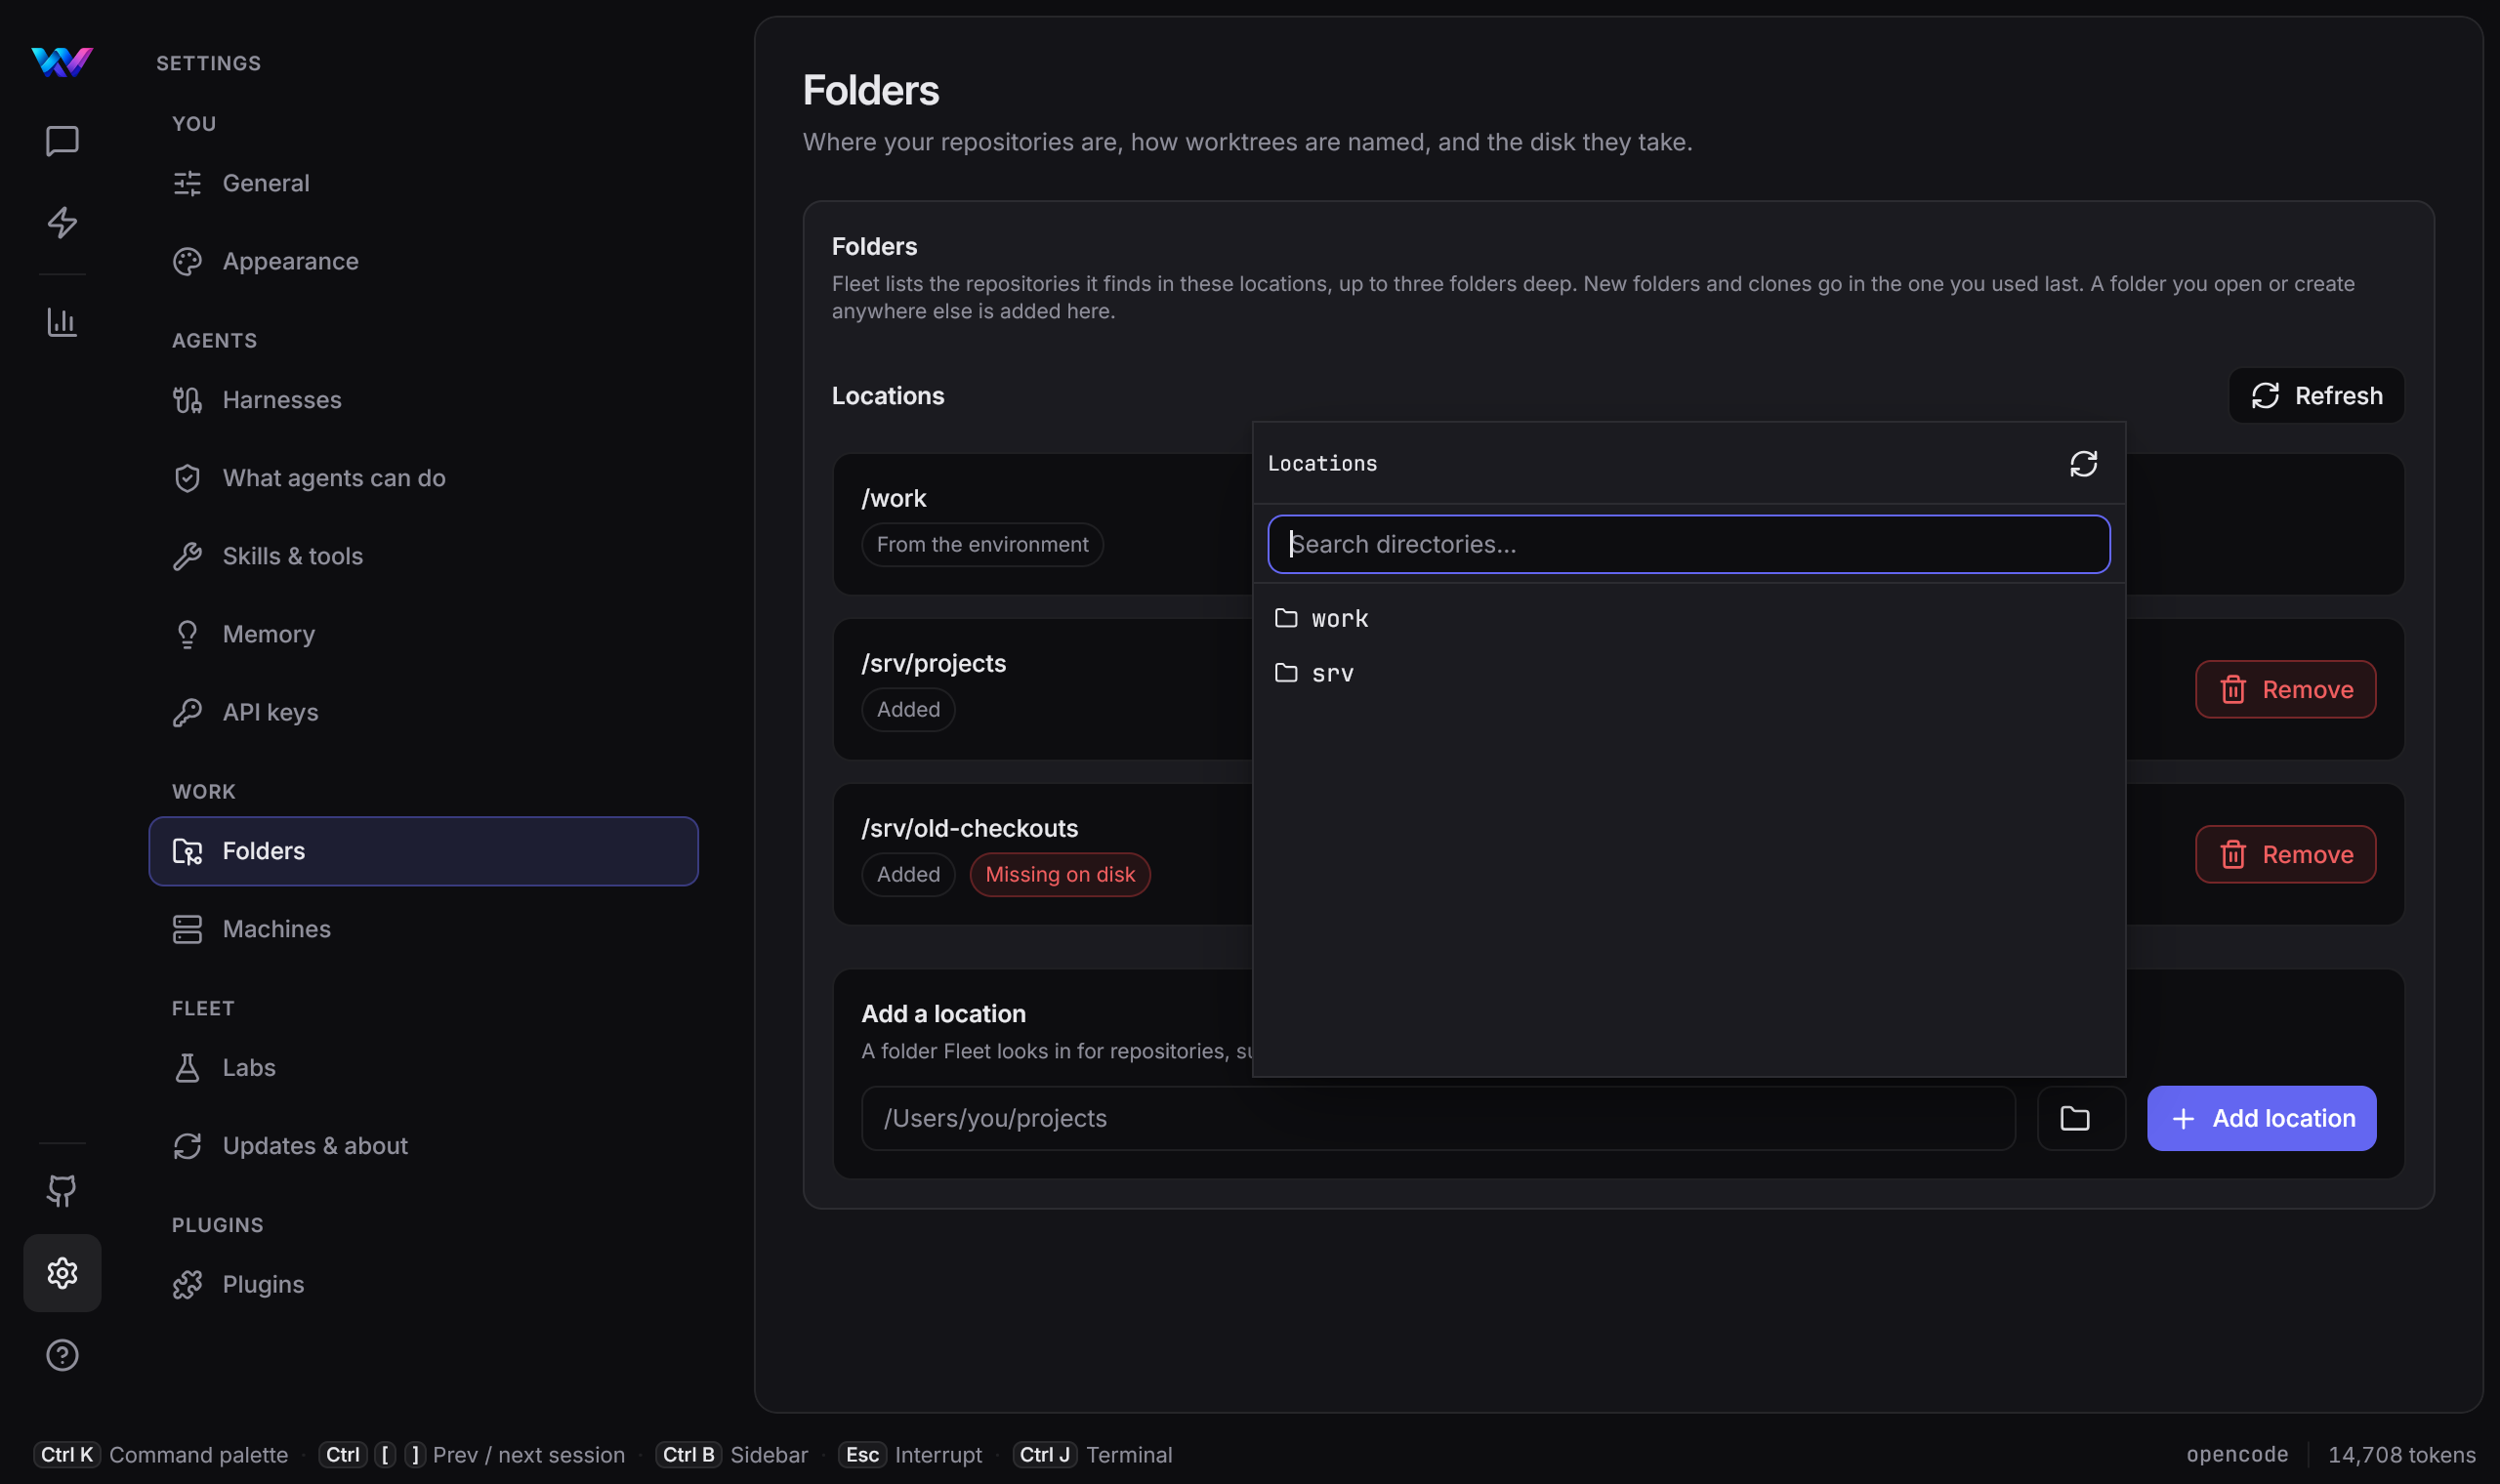 SETTINGS
YOU
General
Appearance
AGENTS
Harnesses
What agents can do
Skills & tools
Memory
API keys
WORK
Folders
Machines
FLEET
Labs
Updates & about
PLUGINS
Plugins
Folders
Where your repositories are, how worktrees are named, and the disk they take.
Folders
Fleet lists the repositories it finds in these locations, up to three folders deep. New folders and clones go in the one you used last. A folder you open or create
anywhere else is added here.
Locations
Refresh
/work
From the environment
/srv/projects
Added
Remove
/srv/old-checkouts
Added
Missing on disk
Remove
Locations
Search directories...
work
srv
Add a location
A folder Fleet looks in for repositories,
/Users/you/projects
Add location
Ctrl K Command palette · Ctrl [ ] Prev / next session · Ctrl B Sidebar · Esc Interrupt · Ctrl J Terminal
opencode
14,708 tokens